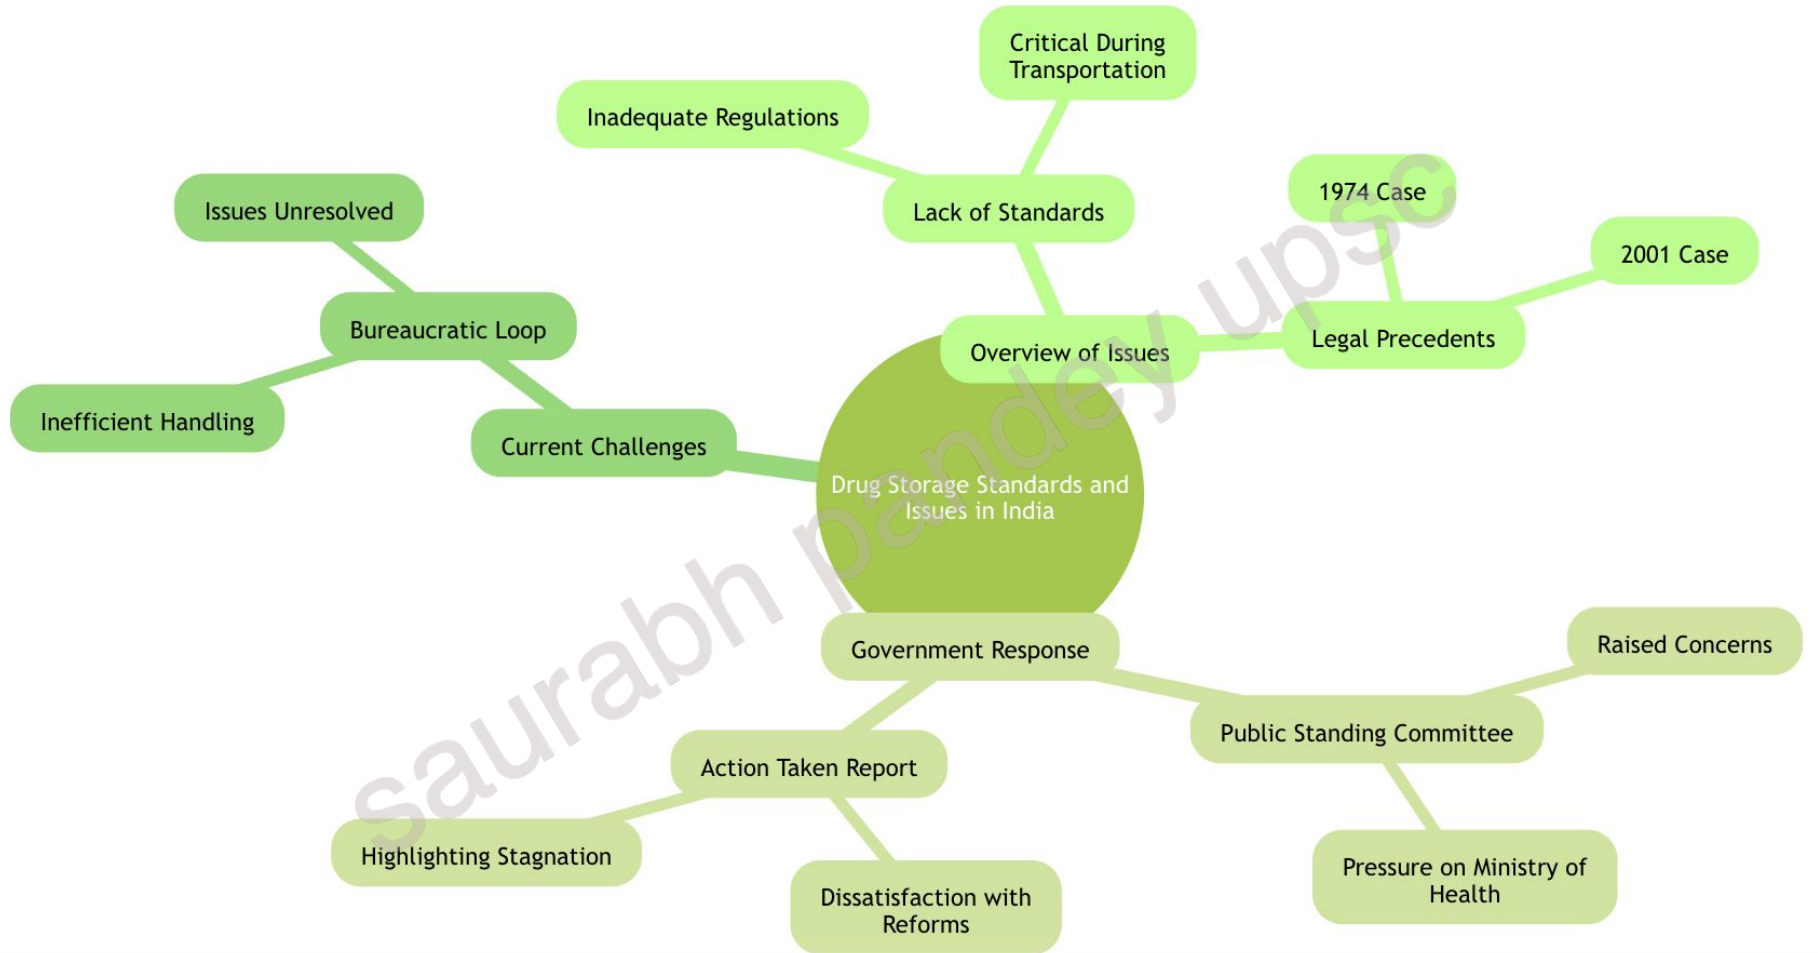 Critical During
Transportation
Inadequate Regulations
1974 Case
Issues Unresolved
Lack of Standards
2001 Case
Bureaucratic Loop
Overview of Issues
Legal Precedents
Inefficient Handling
Current Challenges
Drug Storage Standards and
Issues in India
saurabh pandey upsc
Government Response
Raised Concerns
Public Standing Committee
Action Taken Report
Highlighting Stagnation
Pressure on Ministry of
Health
Dissatisfaction with
Reforms